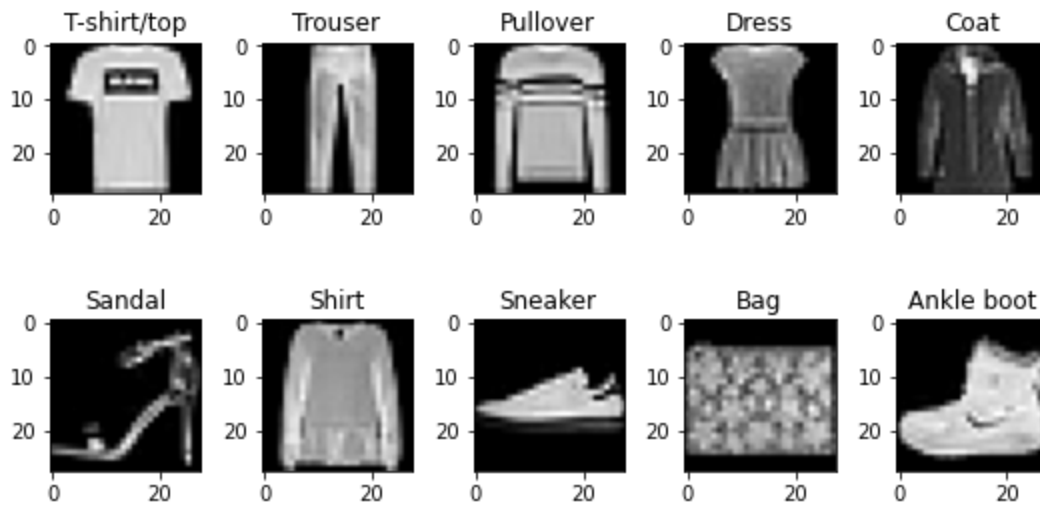 T-shirt/top Trouser Pullover Dress Coat
0 0 0 0 0
10 10 10 10 10
20 20 20 20 20
0 20 0 20 0 20 0 20 0 20
Sandal Shirt Sneaker Bag Ankle boot
0 0 0 0 0
10 10 10 10 10
20 20 20 20 20
0 20 0 20 0 20 0 20 0 20